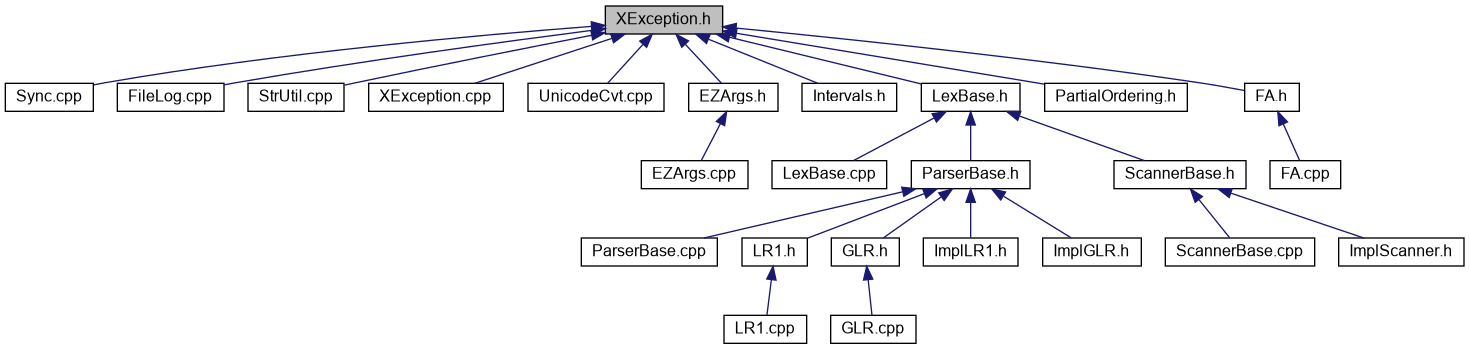 XException.h
Sync.cpp
FileLog.cpp
StrUtil.cpp
XException.cpp
UnicodeCvt.cpp
EZArgs.h
Intervals.h
LexBase.h
PartialOrdering.h
FA.h
EZArgs.cpp
LexBase.cpp
ParserBase.h
ScannerBase.h
FA.cpp
ParserBase.cpp
LR1.h
GLR.h
ImplLR1.h
ImplGLR.h
ScannerBase.cpp
ImplScanner.h
LR1.cpp
GLR.cpp